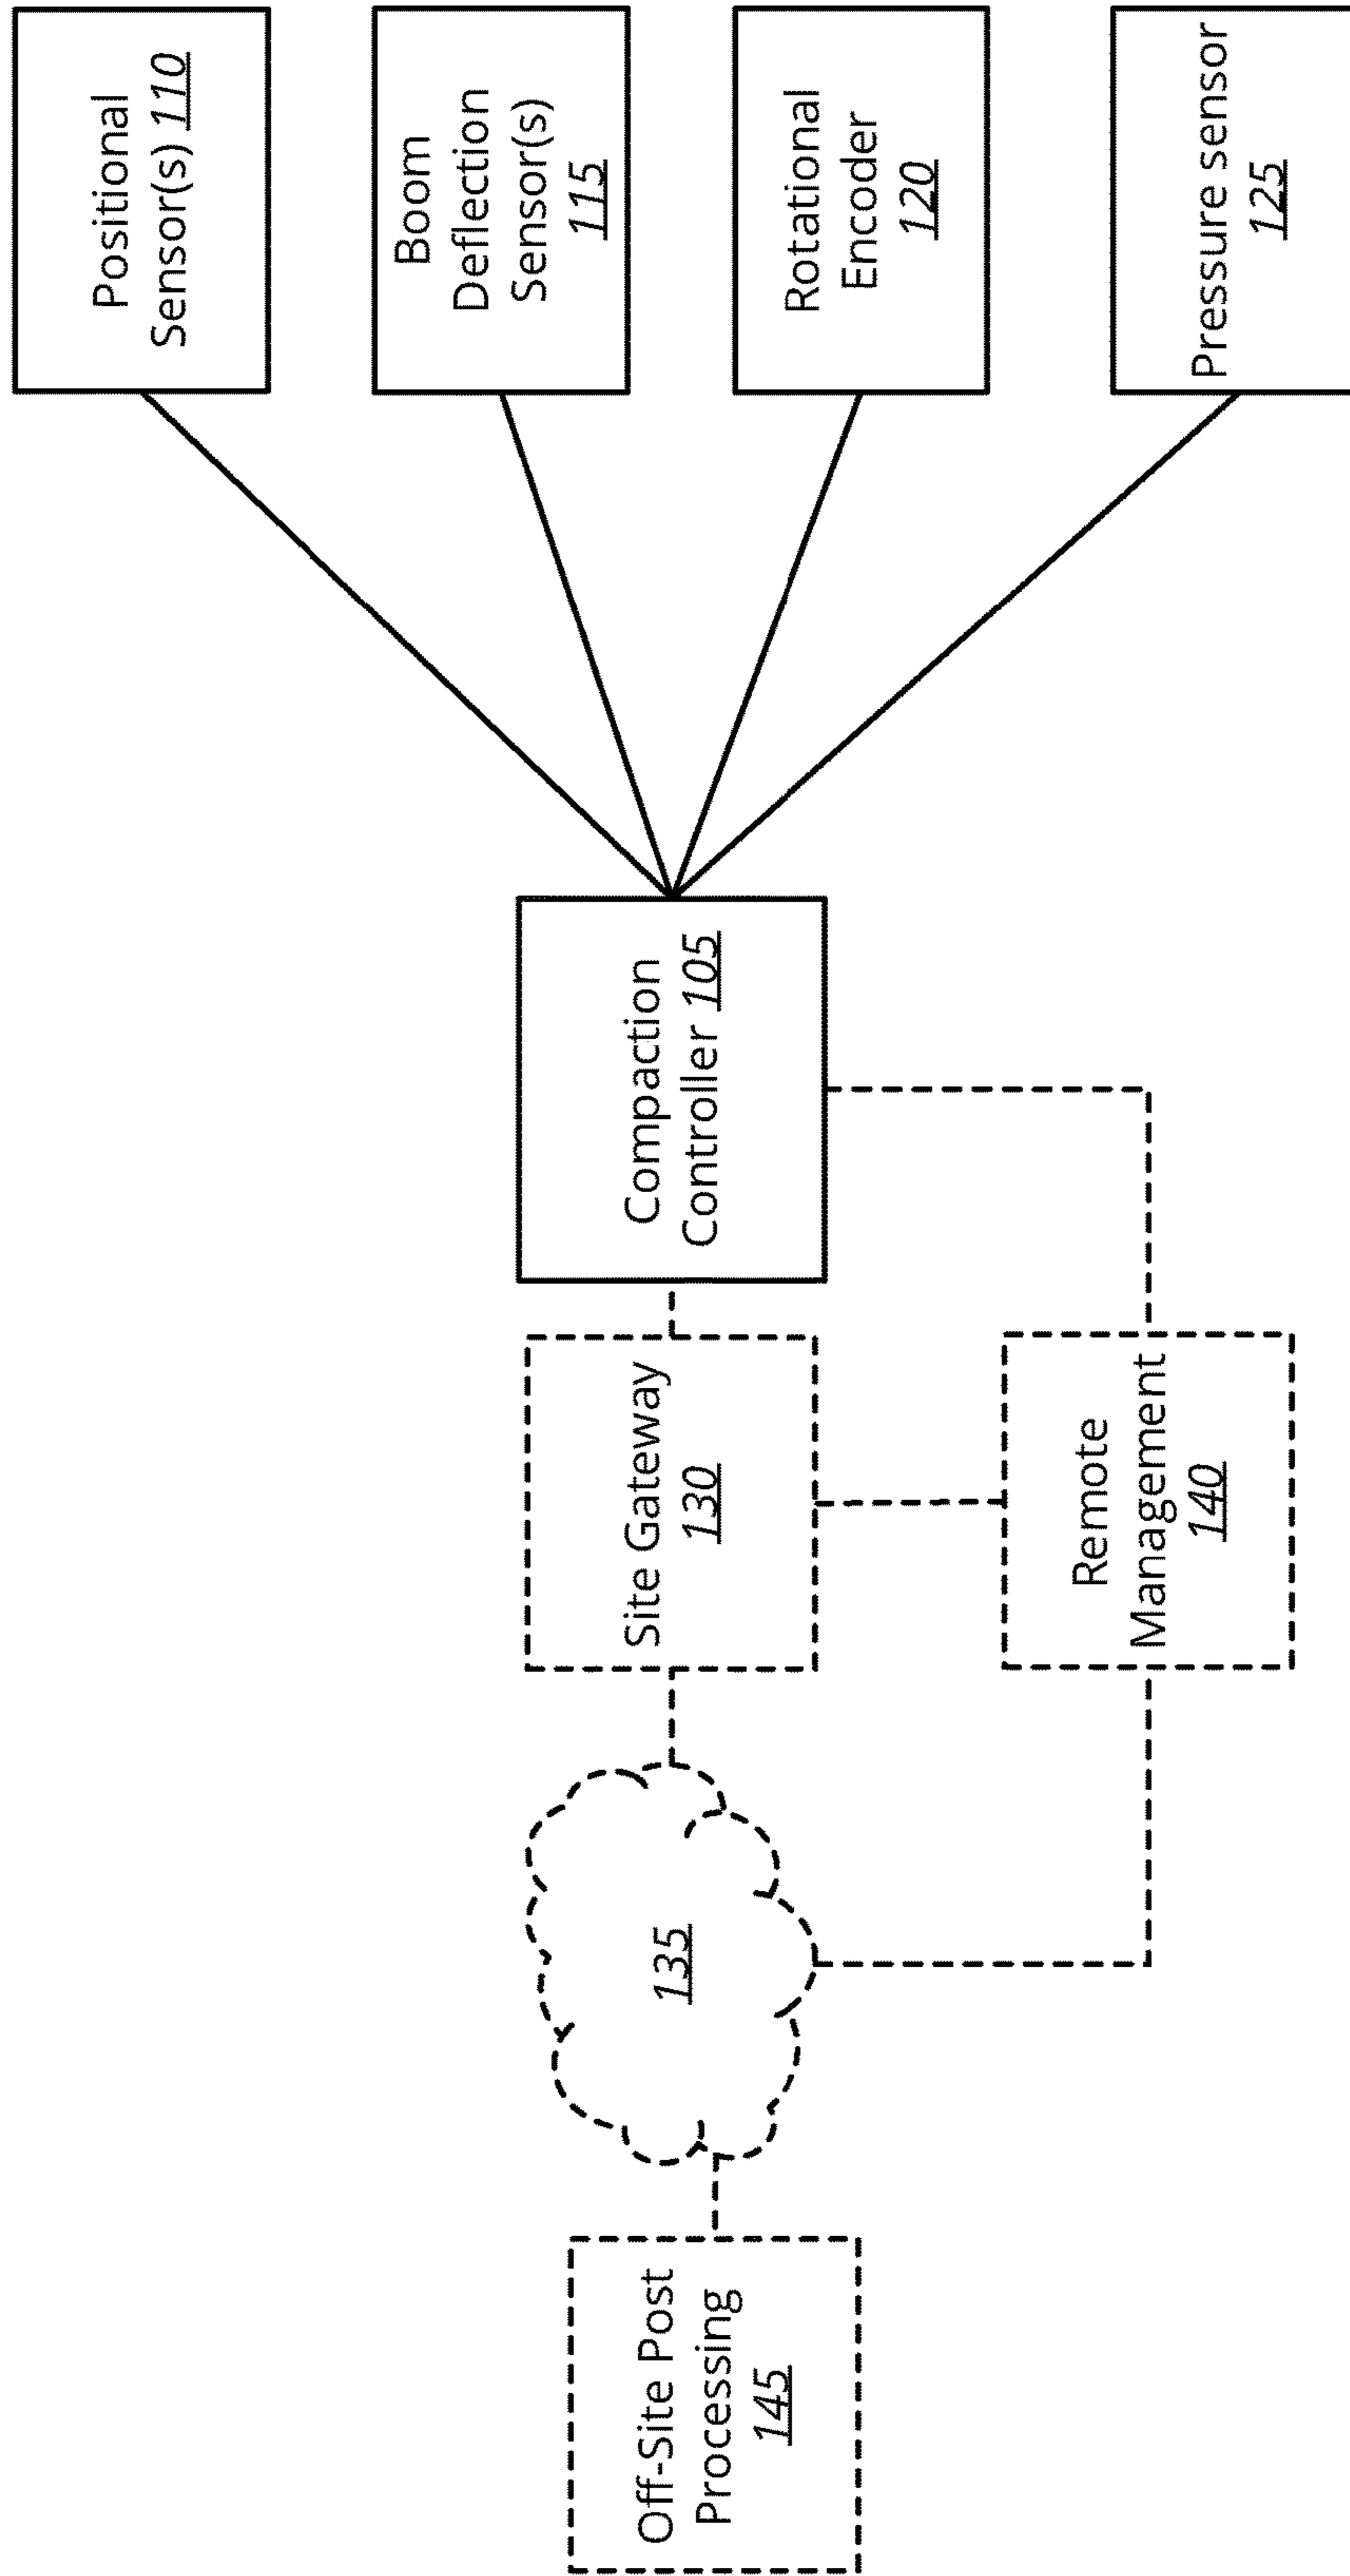 Off-Site Post
Processing
145
135
Site Gateway
130
Remote
Management
140
Compaction
Controller 105
Positional
Sensor(s) 110
Boom
Deflection
Sensor(s)
115
Rotational
Encoder
120
Pressure sensor
125